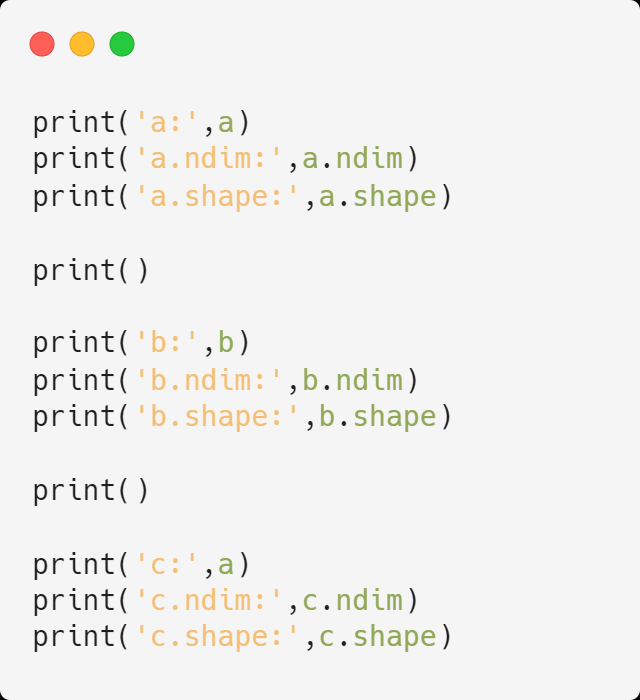 print('a:',a)
print('a.ndim:',a.ndim)
print('a.shape:',a.shape)
print()
print('b:',b)
print('b.ndim:',b.ndim)
print('b.shape:',b.shape)
print()
print('c:',a)
print('c.ndim:',c.ndim)
print('c.shape:',c.shape)